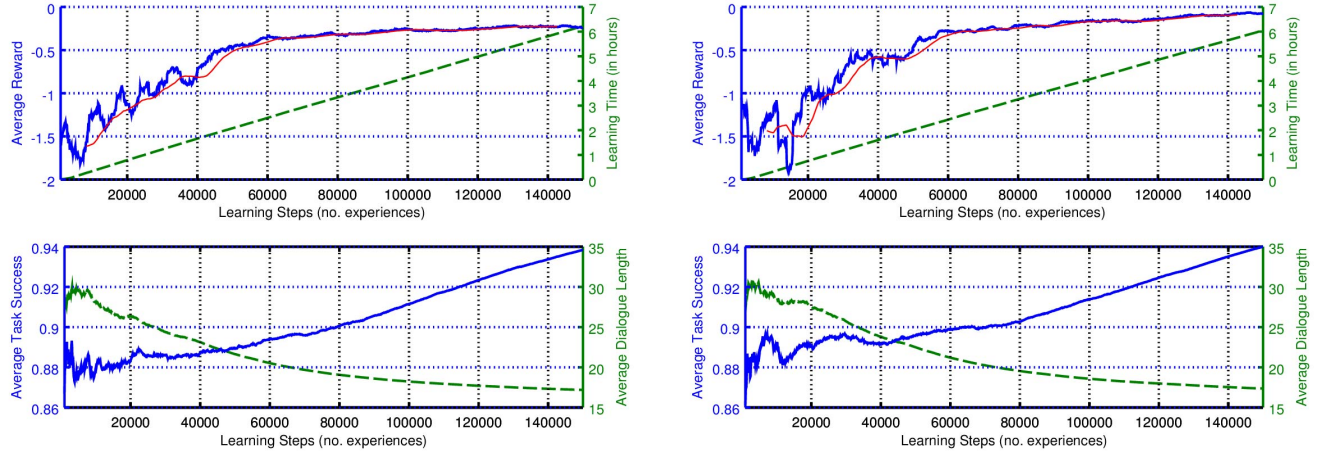 0
-0.5
-1
-1.5
-2
Average Reward
7
6
5
4
3
2
1
0
Learning Time (in hours)
20000 40000 60000 80000 100000 120000 140000
Learning Steps (no. experiences)
0
-0.5
-1
-1.5
-2
Average Reward
7
6
5
4
3
2
1
0
Learning Time (in hours)
20000 40000 60000 80000 100000 120000 140000
Learning Steps (no. experiences)
0.94
0.92
0.9
0.88
0.86
Average Task Success
35
30
25
20
15
Average Dialogue Length
20000 40000 60000 80000 100000 120000 140000
Learning Steps (no. experiences)
0.94
0.92
0.9
0.88
0.86
Average Task Success
35
30
25
20
15
Average Dialogue Length
20000 40000 60000 80000 100000 120000 140000
Learning Steps (no. experiences)